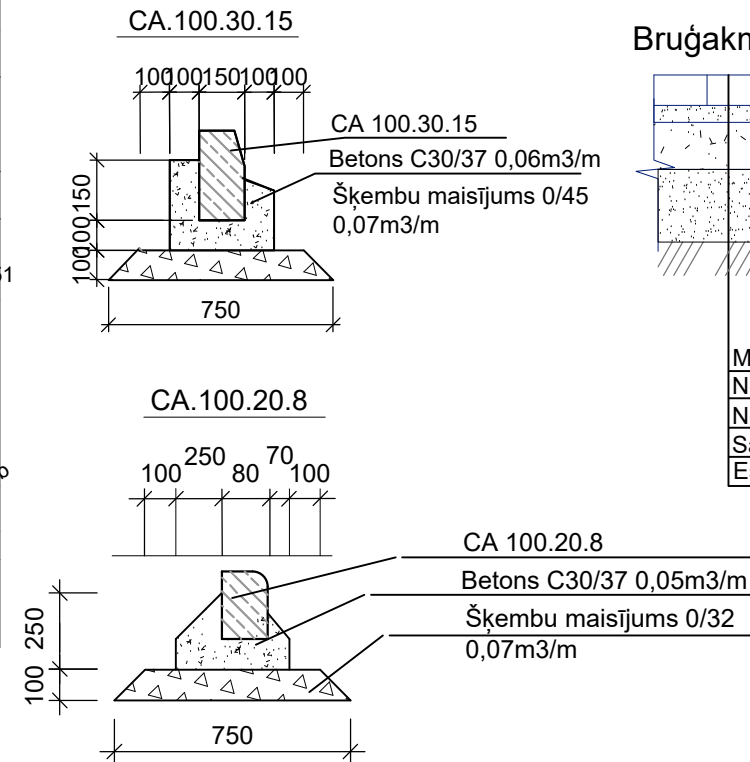 CA.100.30.15
Bruģakm
100 100 150 100 100
CA 100.30.15
Betons C30/37 0,06m3/m
Šķembu maisījums 0/45
0,07m3/m
150
100
100
51
750
M
N
N
Sa
E
CA.100.20.8
100 250 80 70 100
CA 100.20.8
Betons C30/37 0,05m3/m
Šķembu maisījums 0/32
0,07m3/m
250
100
750